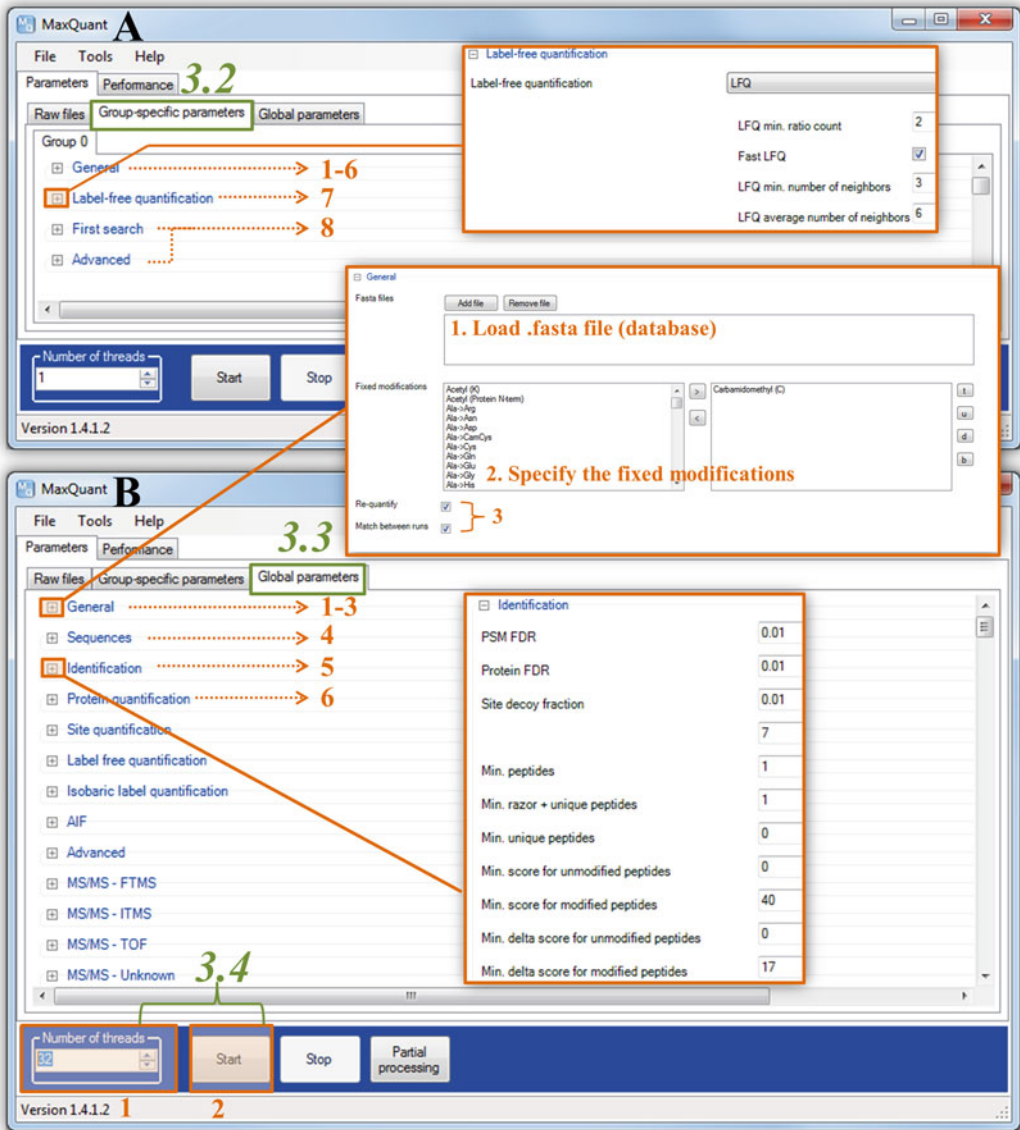 MaxQuant
A
File Tools Help
Parameters Performance
3.2
Raw files Group-specific parameters Global parameters
Group 0
General
1-6
Label-free quantification
7
First search
8
Advanced
Label-free quantification
Label-free quantification LFQ
LFQ min. ratio count 2
Fast LFQ
LFQ min. number of neighbors 3
LFQ average number of neighbors 6
Number of threads
1
Start
Stop
Version 1.4.1.2
General
Fasta files
Add file Remove file
1. Load .fasta file (database)
Fixed modifications
Acetyl (K)
Acetyl (Protein N-term)
Ala->Arg
Ala->Asn
Ala->Asp
Ala->CamCys
Ala->Cys
Ala->Gln
Ala->Glu
Ala->Gly
Ala->His
>
<
Carbamidomethyl (C)
t
u
d
b
2. Specify the fixed modifications
Re-quantify
Match between runs
3
MaxQuant
B
File Tools Help
Parameters Performance
3.3
Raw files Group-specific parameters Global parameters
General
1-3
Sequences
4
Identification
5
Protein quantification
6
Site quantification
Label free quantification
Isobaric label quantification
AIF
Advanced
MS/MS - FTMS
MS/MS - ITMS
MS/MS - TOF
MS/MS - Unknown
Identification
PSM FDR 0.01
Protein FDR 0.01
Site decoy fraction 0.01
7
Min. peptides 1
Min. razor + unique peptides 1
Min. unique peptides 0
Min. score for unmodified peptides 0
Min. score for modified peptides 40
Min. delta score for unmodified peptides 0
Min. delta score for modified peptides 17
3.4
Number of threads
32
Start
Stop
Partial
processing
Version 1.4.1.2
1
2